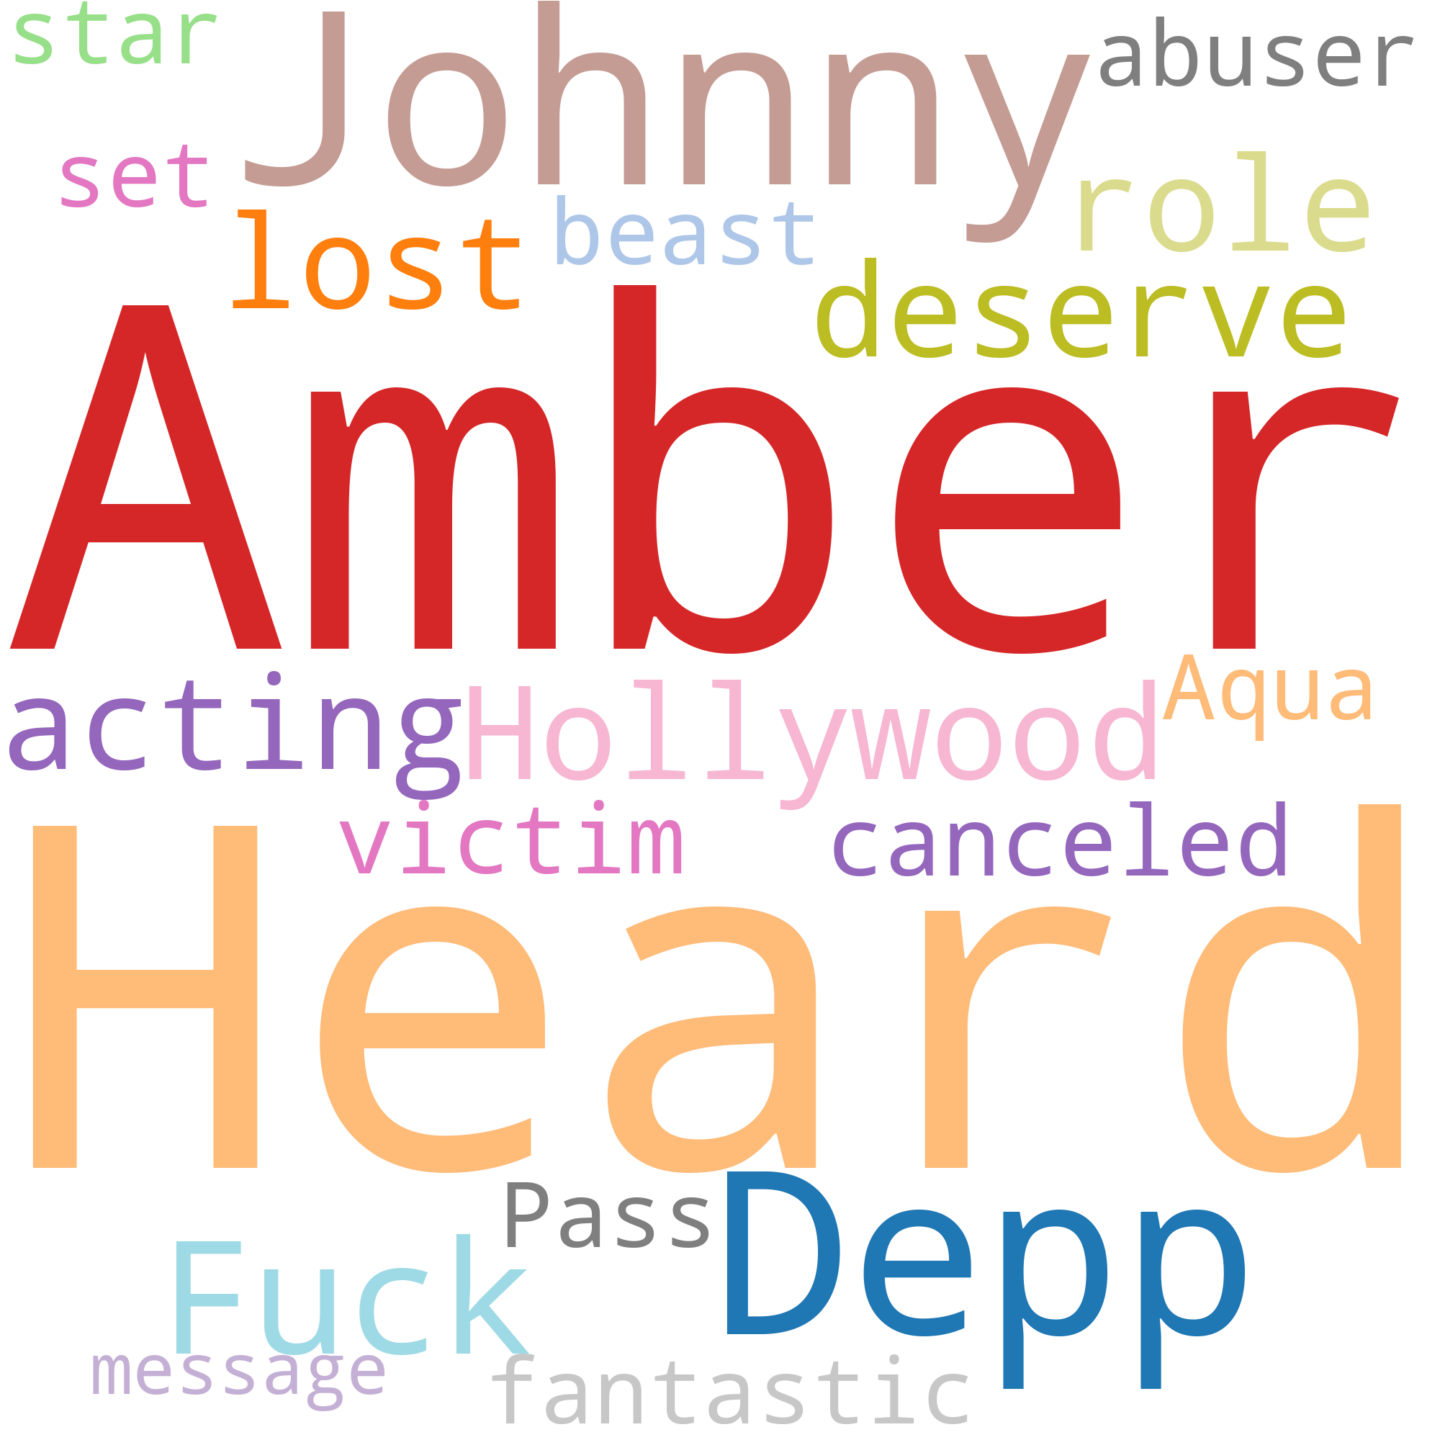 star
Johnny
abuser
set
role
lost
beast
deserve
Amber
acting
Hollywood
Aqua
victim
canceled
Heard
Pass
Depp
Fuck
message
fantastic